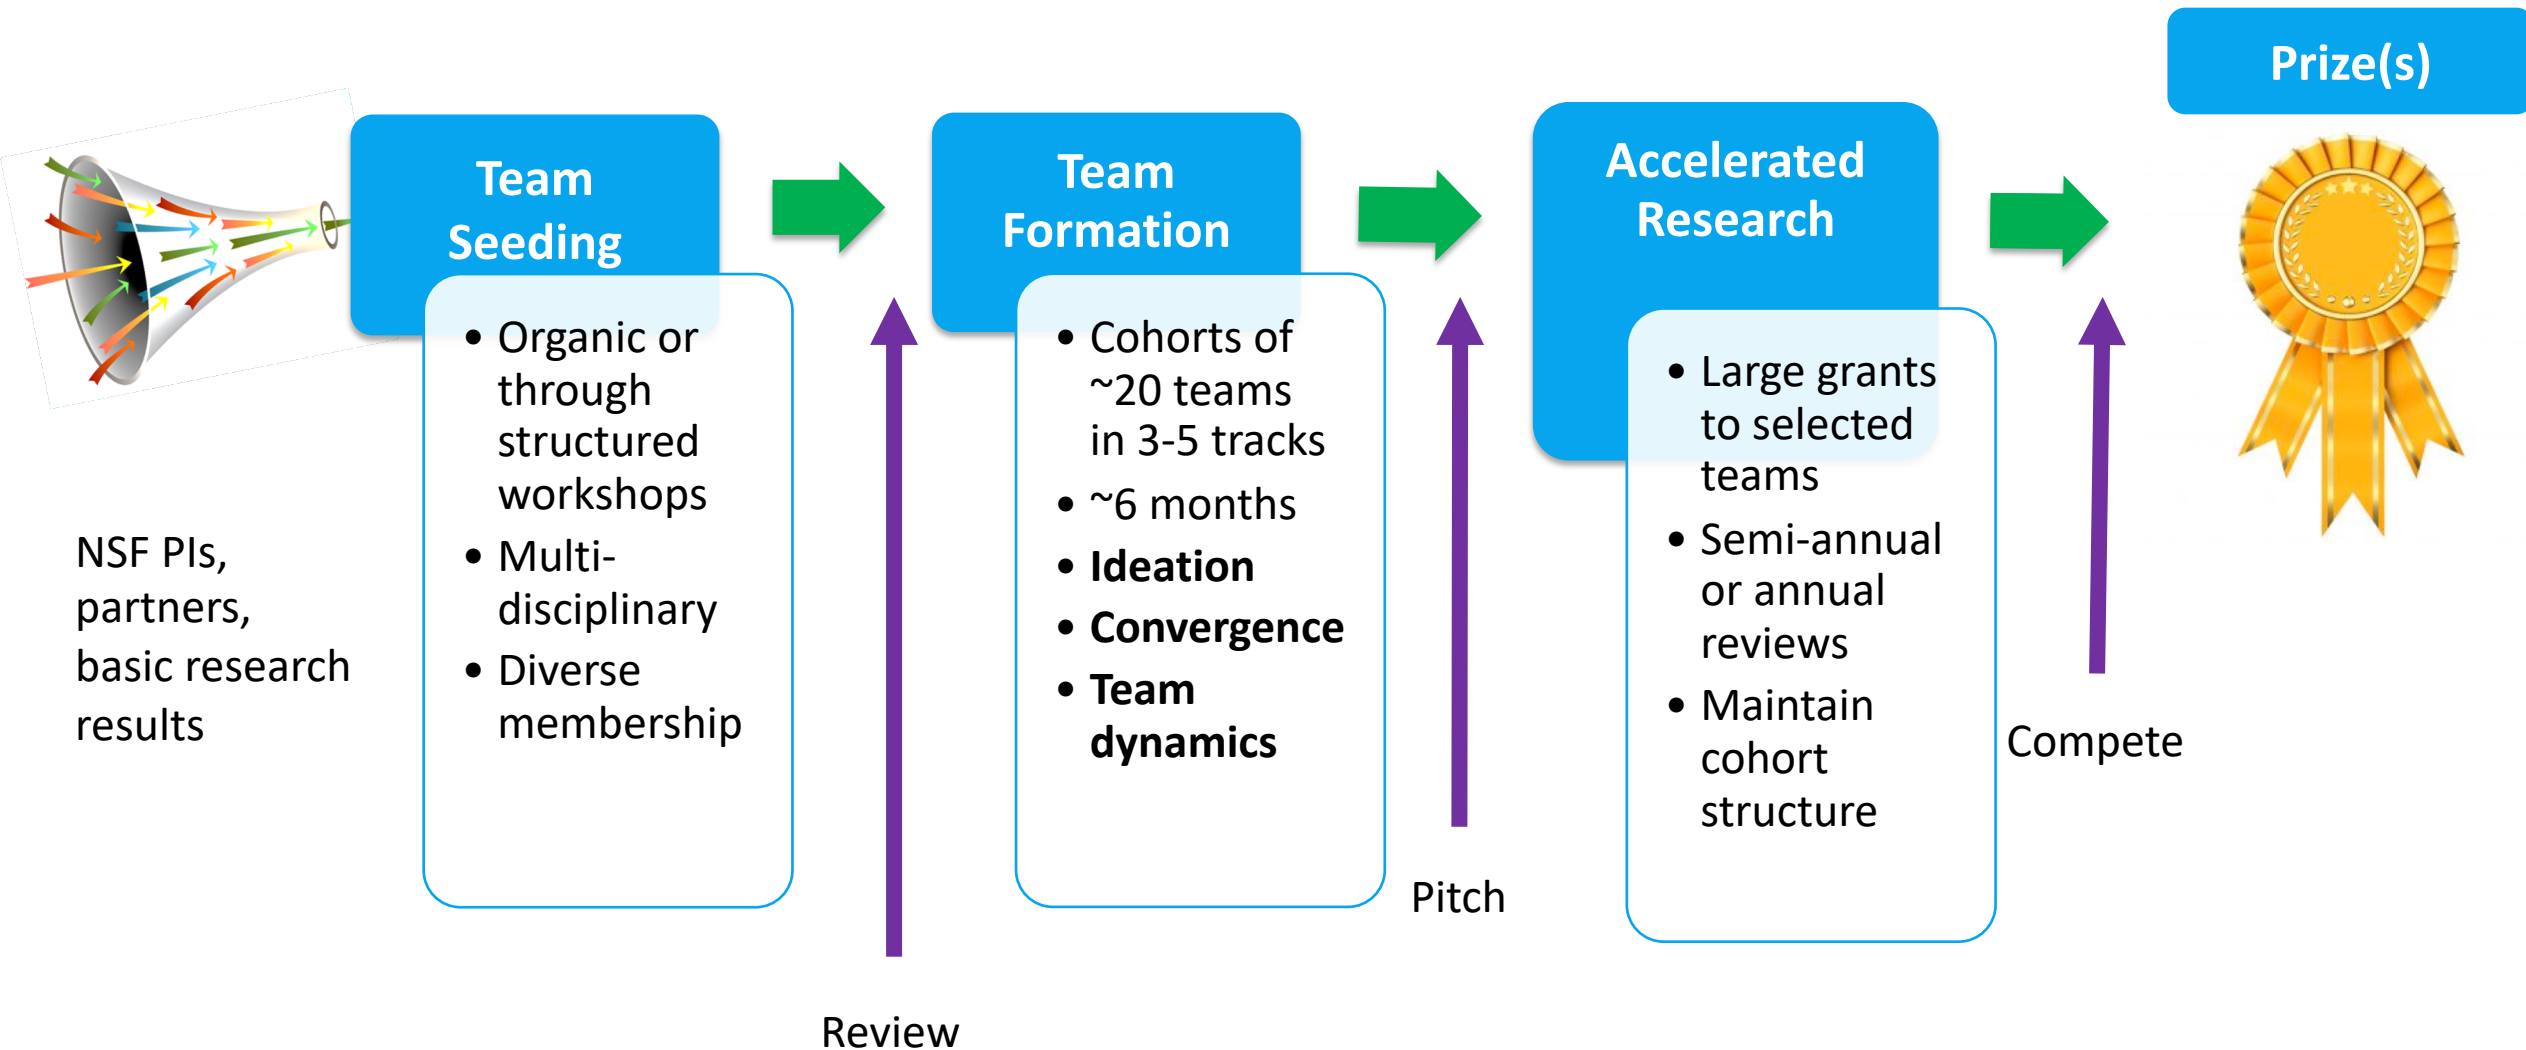 NSF PIs,
partners,
basic research
results
Team
Seeding
• Organic or
through
structured
workshops
• Multi-
disciplinary
• Diverse
membership
Review
Team
Formation
• Cohorts of
~20 teams
in 3-5 tracks
• ~6 months
• Ideation
• Convergence
• Team
dynamics
Pitch
Accelerated
Research
• Large grants
to selected
teams
• Semi-annual
or annual
reviews
• Maintain
cohort
structure
Compete
Prize(s)